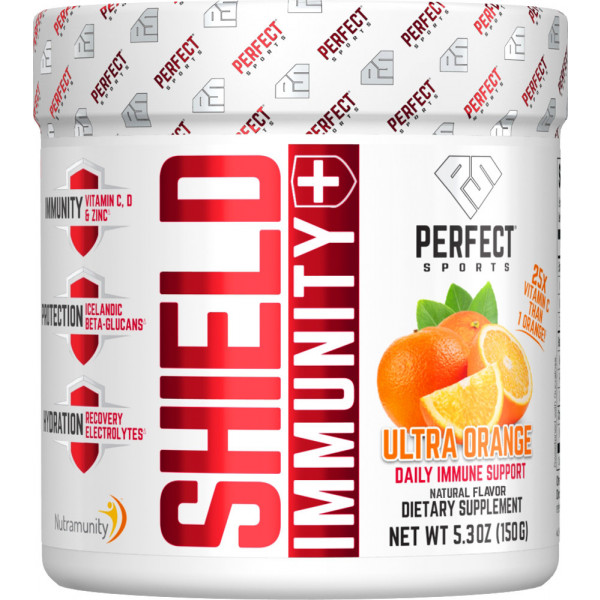 PERFECT
SPORTS
IMMUNITY
VITAMIN C, D
& ZINC◊
PROTECTION
ICELANDIC
BETA-GLUCANS◊
HYDRATION
RECOVERY
ELECTROLYTES◊
Nutramunity
SHIELD
IMMUNITY+
PERFECT
SPORTS
25X
VITAMIN C
THAN
1 ORANGE!
ULTRA ORANGE
DAILY IMMUNE SUPPORT
NATURAL FLAVOR
DIETARY SUPPLEMENT
NET WT 5.3OZ (150G)